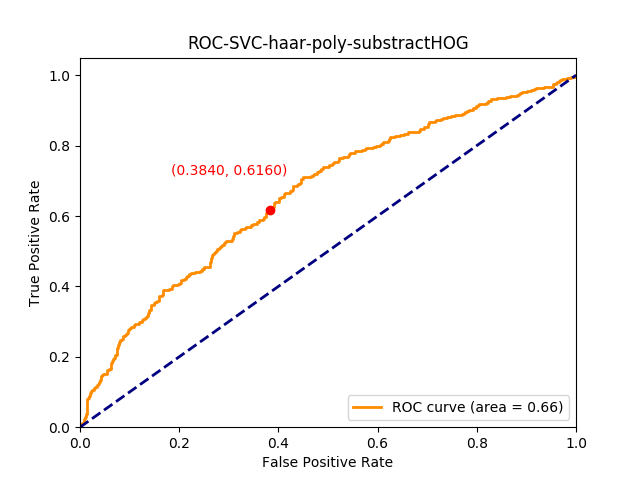 ROC-SVC-haar-poly-substractHOG
1.0
0.8
0.6
0.4
0.2
0.0
True Positive Rate
(0.3840, 0.6160)
ROC curve (area = 0.66)
0.0 0.2 0.4 0.6 0.8 1.0
False Positive Rate